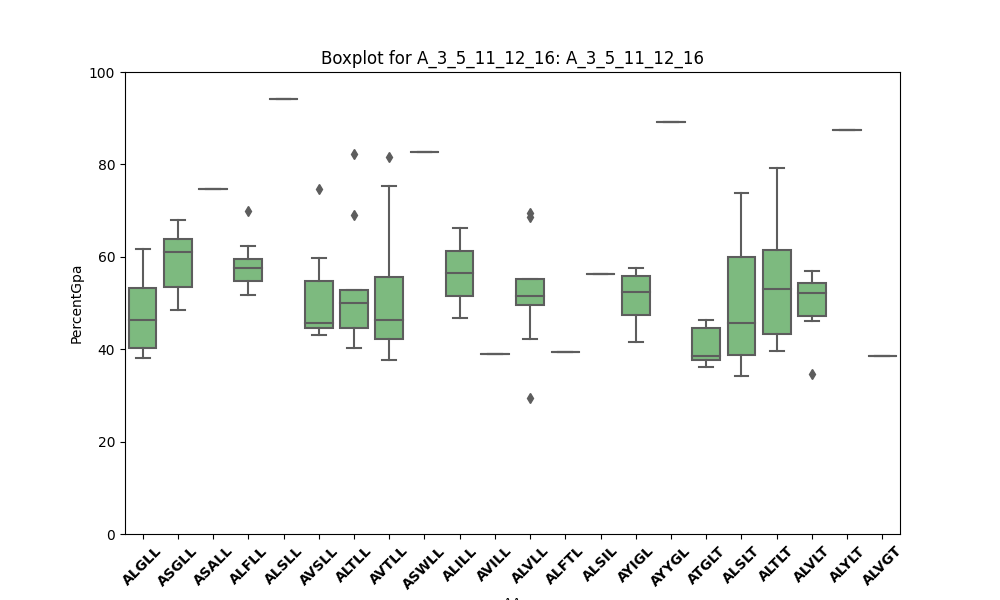 Boxplot for A_3_5_11_12_16: A_3_5_11_12_16
PercentGpa
100
80
60
40
20
0
ALGLL
ASGLL
ASALL
ALFLL
ALSLL
AVSLL
ALTLL
AVTLL
ASWLL
ALILL
AVILL
ALVLL
ALFTL
ALSIL
AYIGL
AYYGL
ATGLT
ALSLT
ALTLT
ALVLT
ALYLT
ALVGT